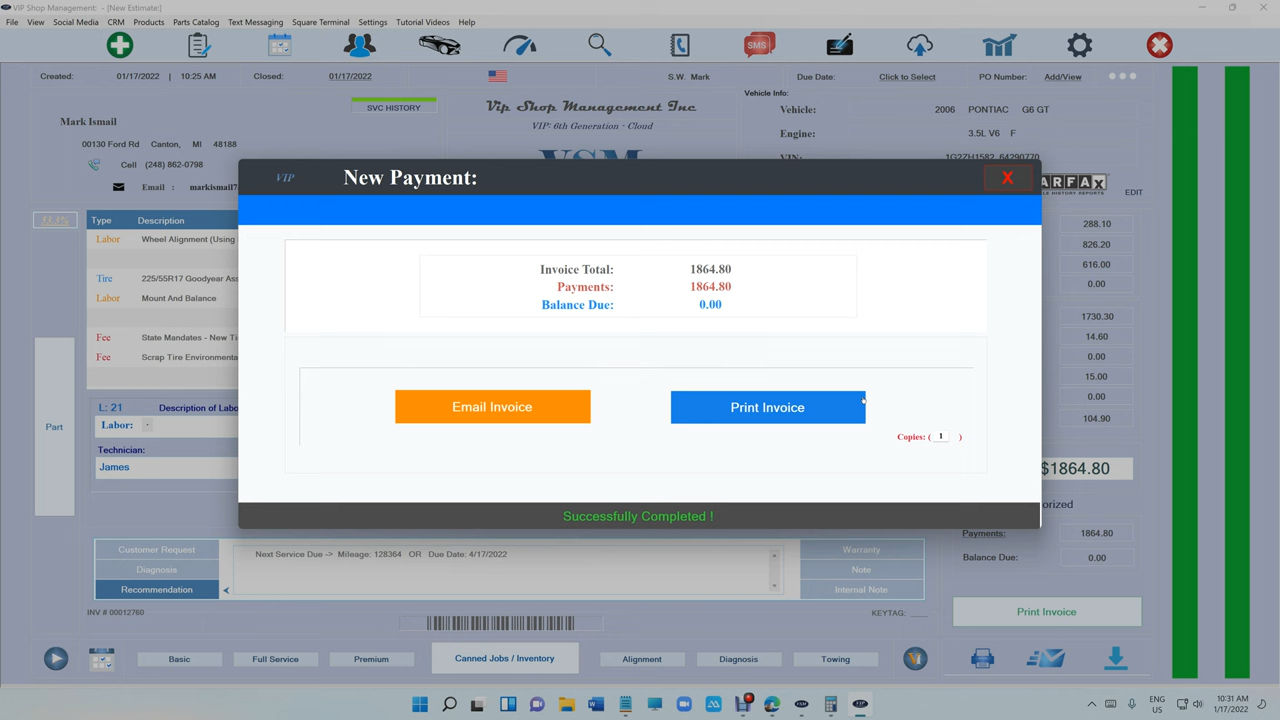 VIP Shop Management: - [New Estimate:]
File View Social Media CRM Products Parts Catalog Text Messaging Square Terminal Settings Tutorial Videos Help
SMS
Created: 01/17/2022 | 10:25 AM Closed: 01/17/2022 S.W. Mark Due Date: Click to Select PO Number: Add/View
SVC HISTORY
Vip Shop Management Inc
VIP: 6th Generation - Cloud
VSM
Vehicle Info:
Vehicle: 2006 PONTIAC G6 GT
Engine: 3.5L V6 F
VIN:
Mark Ismail
00130 Ford Rd Canton, MI 48188
Cell (248) 862-0798
Email : markismail7
EDIT
VIP New Payment: X
Invoice Total: 1864.80
Payments: 1864.80
Balance Due: 0.00
Email Invoice Print Invoice
Copies: ( 1 )
Successfully Completed !
33.3%
Type Description
Labor Wheel Alignment (Using
Tire 225/55R17 Goodyear Ass
Labor Mount And Balance
Fee State Mandates - New Ti
Fee Scrap Tire Environmenta
Part
L: 21 Description of Labo
Labor:
Technician:
James
288.10
826.20
616.00
0.00
1730.30
14.60
0.00
15.00
0.00
104.90
$1864.80
orized
Payments: 1864.80
Balance Due: 0.00
Print Invoice
Customer Request
Diagnosis
Recommendation
Next Service Due -> Mileage: 128364 OR Due Date: 4/17/2022
Warranty
Note
Internal Note
INV # 00012760
KEYTAG:
Basic Full Service Premium Canned Jobs / Inventory Alignment Diagnosis Towing
ENG
US
10:31 AM
1/17/2022